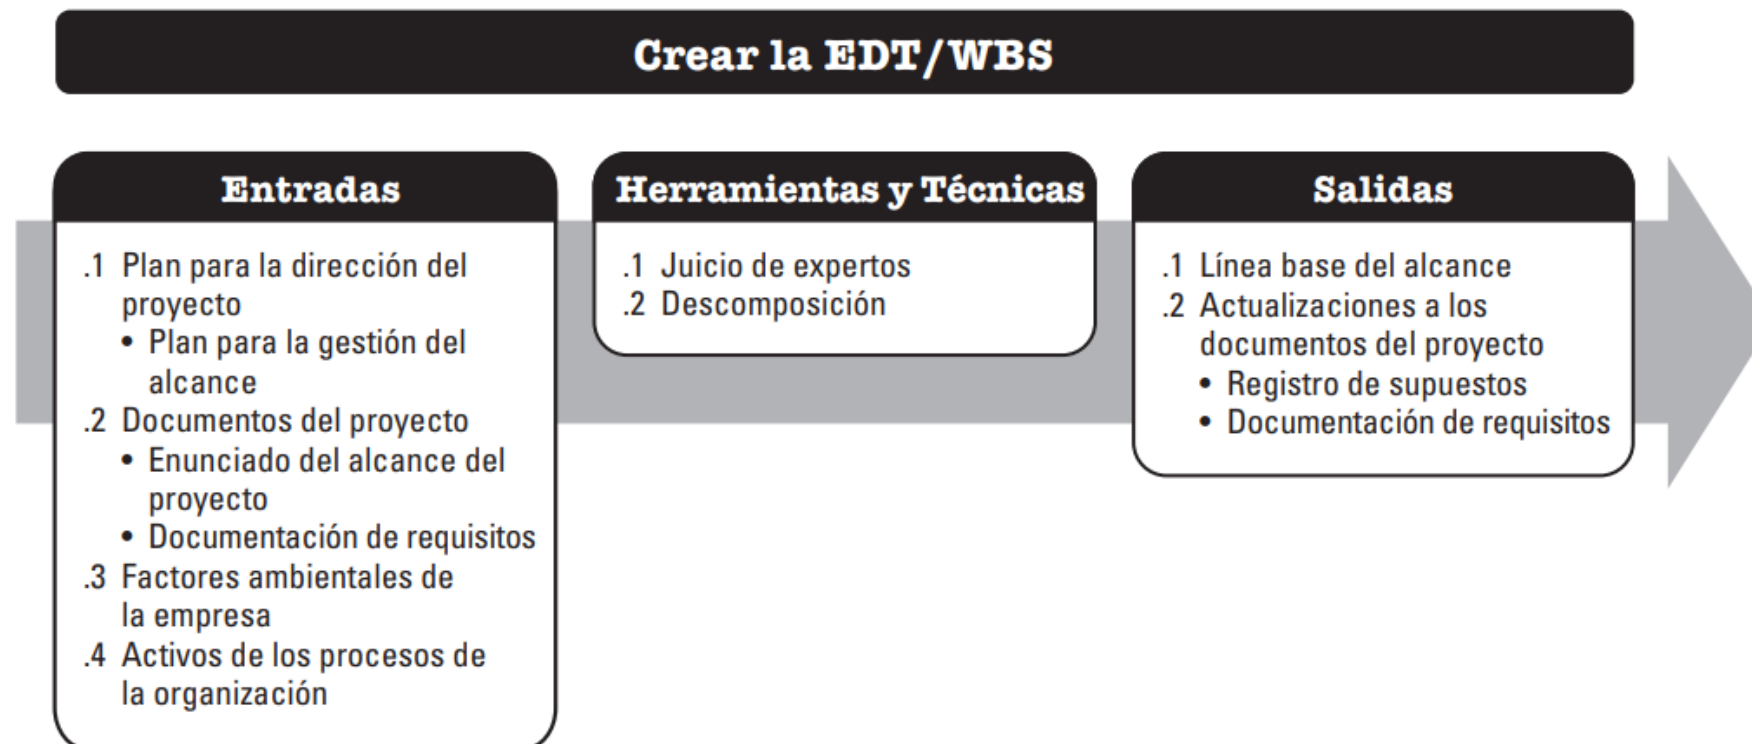 Crear la EDT/WBS
Entradas
.1 Plan para la dirección del
proyecto
• Plan para la gestión del
alcance
.2 Documentos del proyecto
• Enunciado del alcance del
proyecto
• Documentación de requisitos
.3 Factores ambientales de
la empresa
.4 Activos de los procesos de
la organización
Herramientas y Técnicas
.1 Juicio de expertos
.2 Descomposición
Salidas
.1 Línea base del alcance
.2 Actualizaciones a los
documentos del proyecto
• Registro de supuestos
• Documentación de requisitos